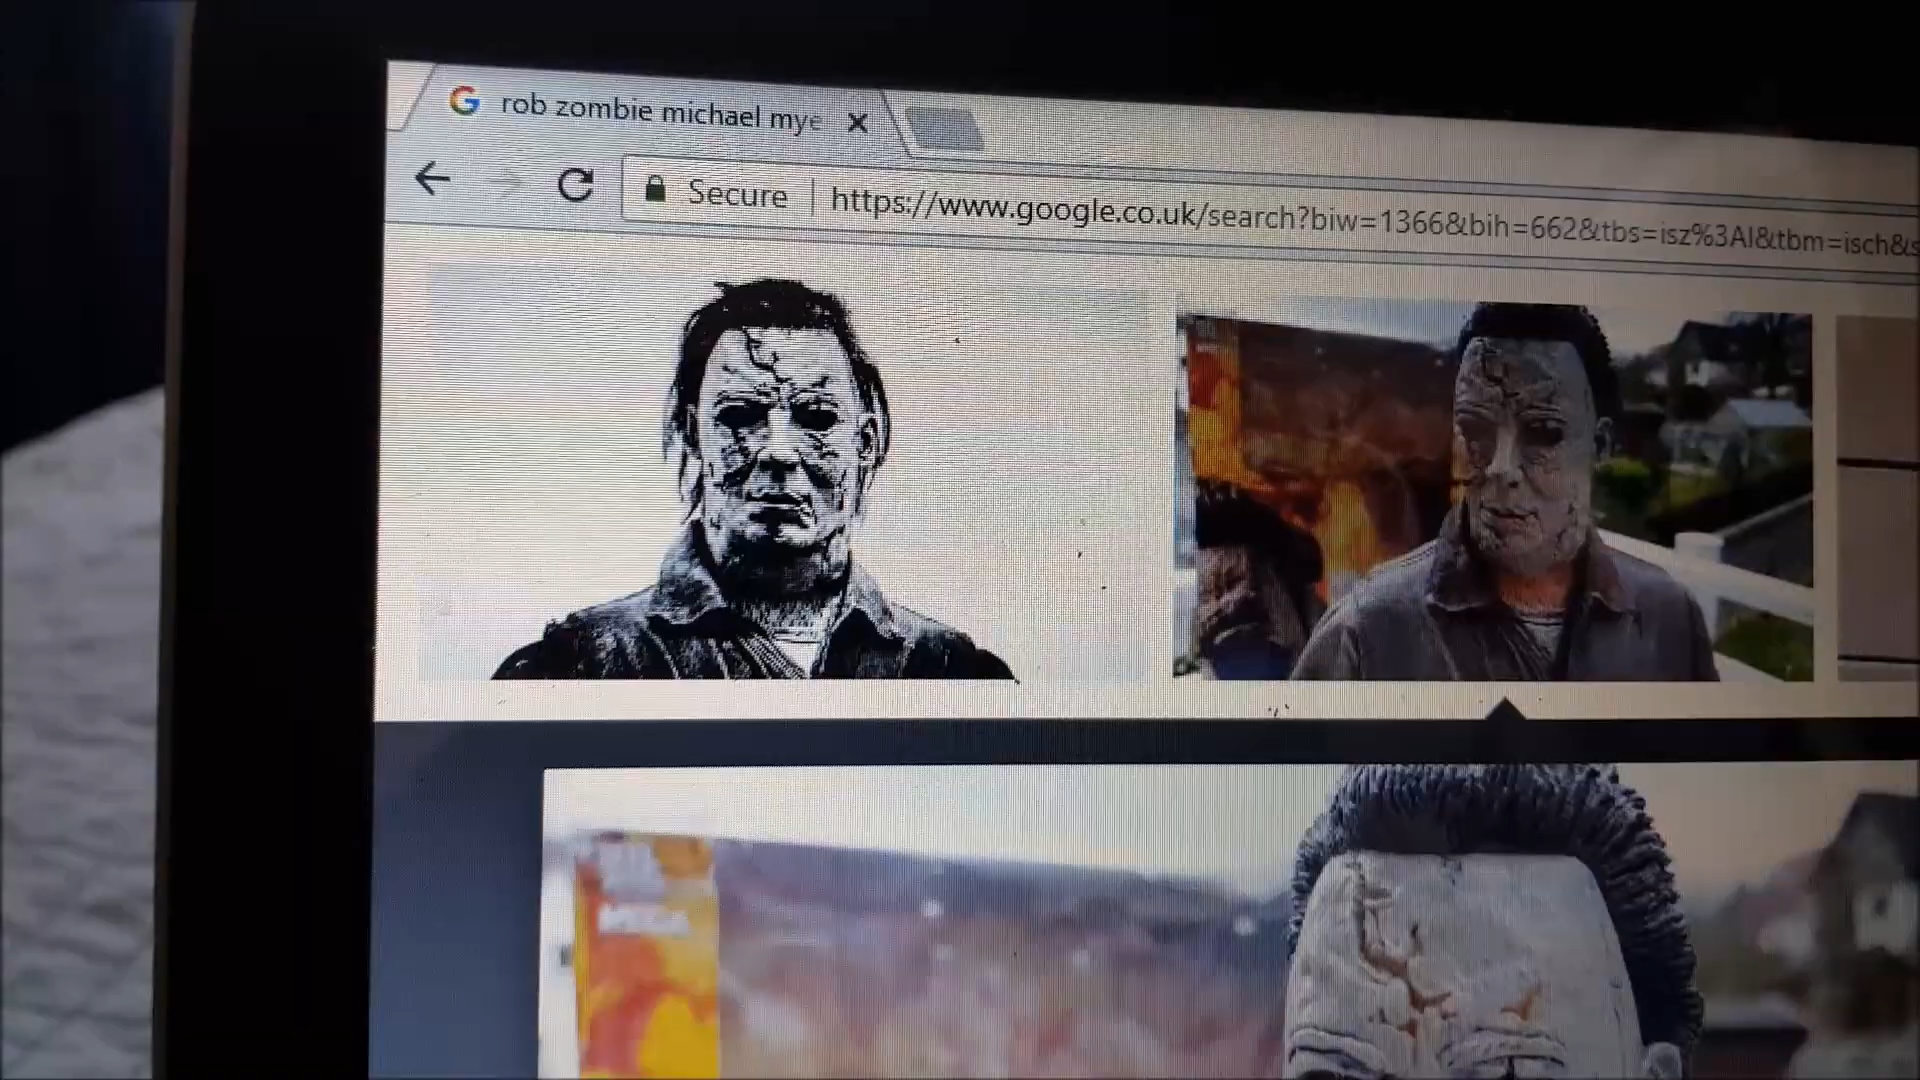 rob zombie michael mye
Secure | https://www.google.co.uk/search?biw=1366&bih=662&tbs=isz%3Al&tbm=isch&s